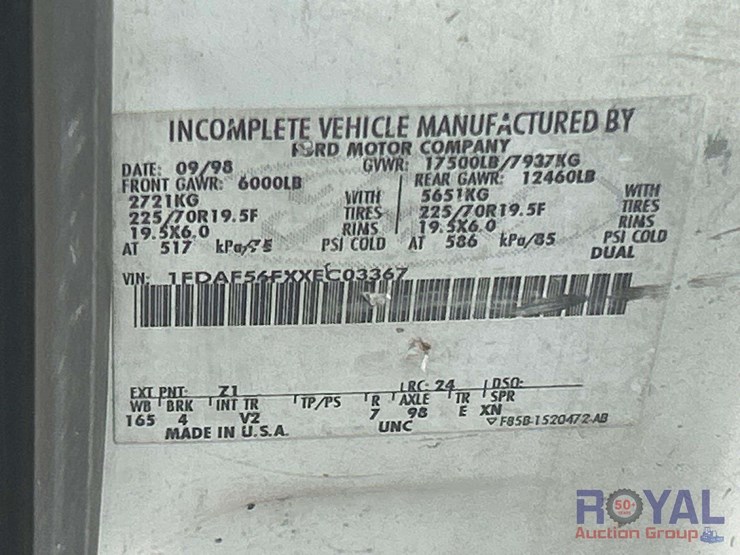 INCOMPLETE VEHICLE MANUFACTURED BY
FORD MOTOR COMPANY
DATE: 09/98 GVWR: 17500LB/7937KG
FRONT GAWR: 6000LB REAR GAWR: 12460LB
2721KG WITH 5651KG WITH
225/70R19.5F TIRES 225/70R19.5F TIRES
19.5X6.0 RIMS 19.5X6.0 RIMS
AT 517 kPa/75 PSI COLD AT 586 kPa/85 PSI COLD
DUAL
VIN: 1FDAF56FXXEC03367
EXT PNT: Z1 RC: 24 DSO:
WB BRK INT TR TP/PS R AXLE TR SPR
165 4 V2 7 98 E XN
MADE IN U.S.A. UNC F85B-1520472-AB
50+
ROYAL
Auction Group